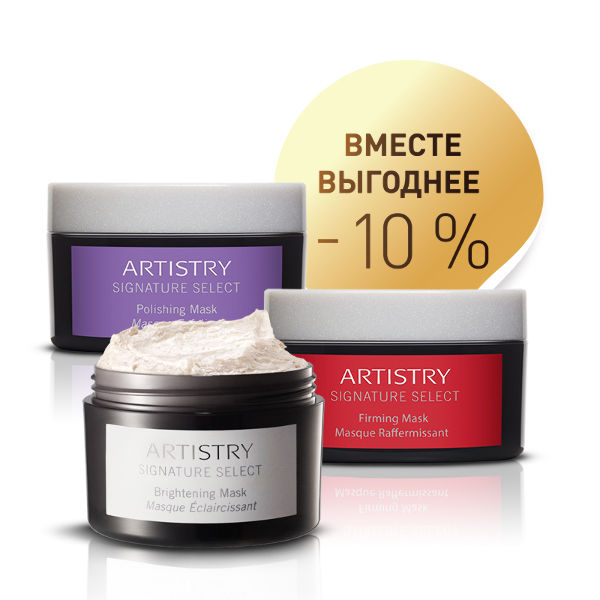 ВМЕСТЕ
ВЫГОДНЕЕ
- 10 %
ARTISTRY
SIGNATURE SELECT
Polishing Mask
ARTISTRY
SIGNATURE SELECT
Firming Mask
Masque Raffermissant
ARTISTRY
SIGNATURE SELECT
Brightening Mask
Masque Éclaircissant